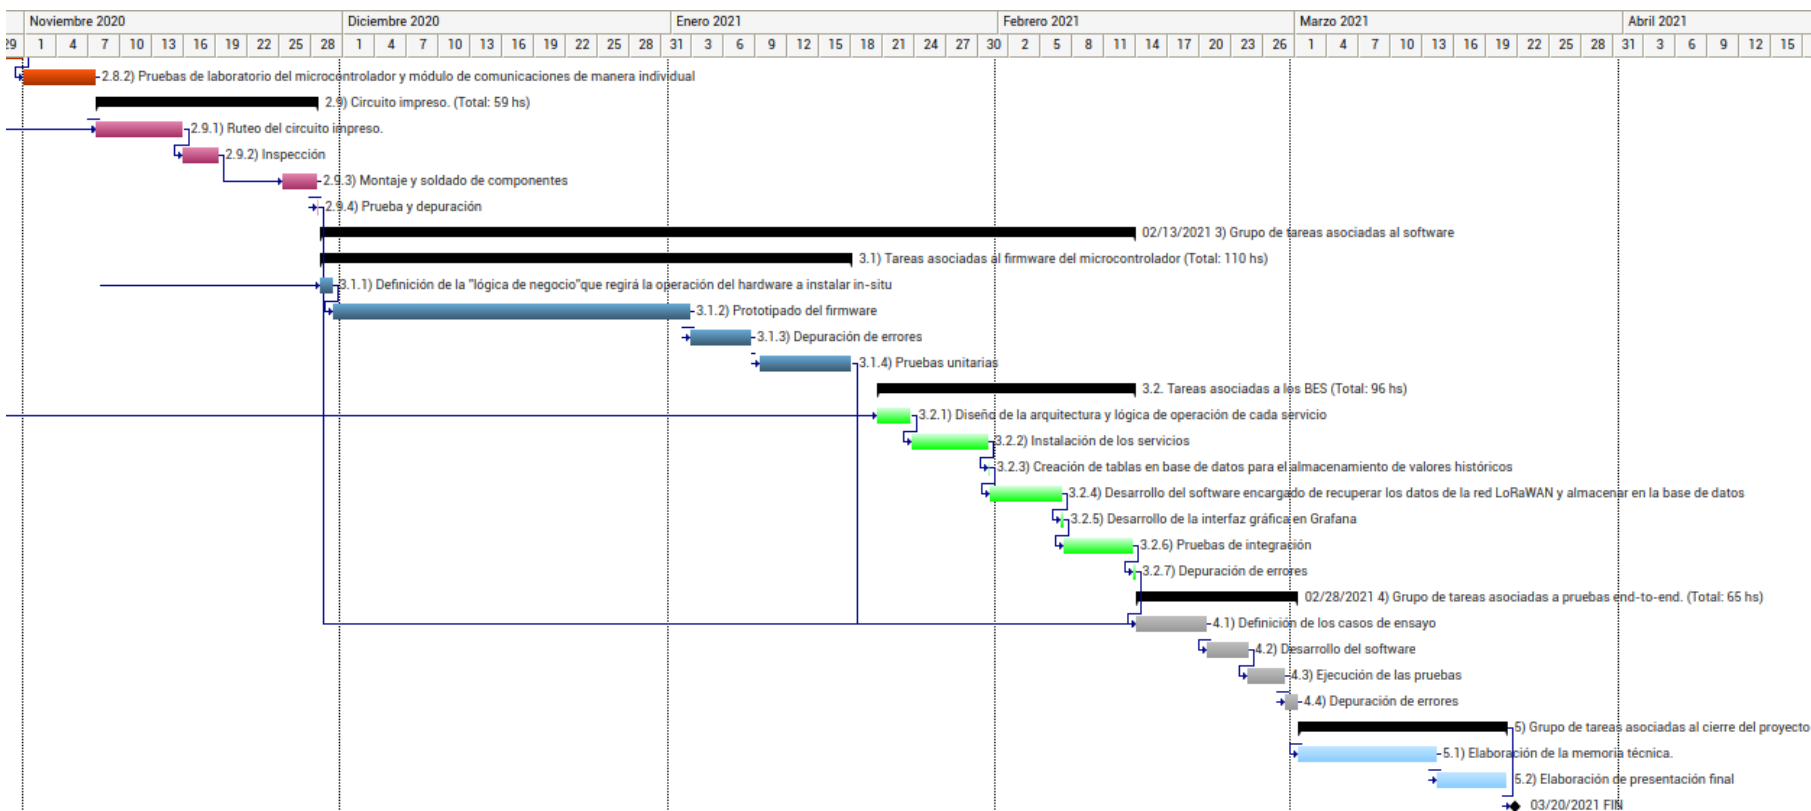 Noviembre 2020 Diciembre 2020 Enero 2021 Febrero 2021 Marzo 2021 Abril 2021
29 1 4 7 10 13 16 19 22 25 28 1 4 7 10 13 16 19 22 25 28 31 3 6 9 12 15 18 21 24 27 30 2 5 8 11 14 17 20 23 26 1 4 7 10 13 16 19 22 25 28 31 3 6 9 12 15
2.8.2) Pruebas de laboratorio del microcontrolador y módulo de comunicaciones de manera individual
2.9) Circuito impreso. (Total: 59 hs)
2.9.1) Ruteo del circuito impreso.
2.9.2) Inspección
2.9.3) Montaje y soldado de componentes
2.9.4) Prueba y depuración
02/13/2021 3) Grupo de tareas asociadas al software
3.1) Tareas asociadas al firmware del microcontrolador (Total: 110 hs)
3.1.1) Definición de la "lógica de negocio"que regirá la operación del hardware a instalar in-situ
3.1.2) Prototipado del firmware
3.1.3) Depuración de errores
3.1.4) Pruebas unitarias
3.2. Tareas asociadas a los BES (Total: 96 hs)
3.2.1) Diseño de la arquitectura y lógica de operación de cada servicio
3.2.2) Instalación de los servicios
3.2.3) Creación de tablas en base de datos para el almacenamiento de valores históricos
3.2.4) Desarrollo del software encargado de recuperar los datos de la red LoRaWAN y almacenar en la base de datos
3.2.5) Desarrollo de la interfaz gráfica en Grafana
3.2.6) Pruebas de integración
3.2.7) Depuración de errores
02/28/2021 4) Grupo de tareas asociadas a pruebas end-to-end. (Total: 65 hs)
4.1) Definición de los casos de ensayo
4.2) Desarrollo del software
4.3) Ejecución de las pruebas
4.4) Depuración de errores
5) Grupo de tareas asociadas al cierre del proyecto
5.1) Elaboración de la memoria técnica.
5.2) Elaboración de presentación final
03/20/2021 FIN